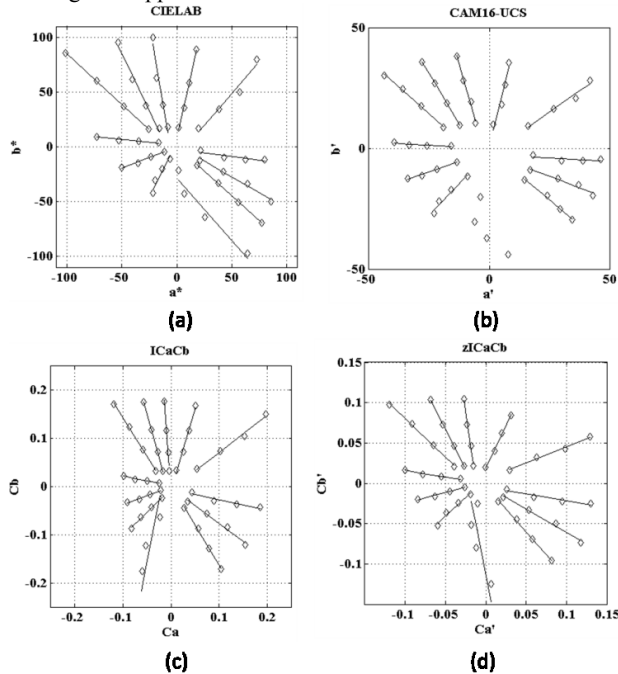 CIELAB
100
50
0
-50
-100
b*
-100 -50 0 50 100
a*
(a)
CAM16-UCS
50
0
-50
b'
-50 0 50
a'
(b)
ICaCb
0.2
0.1
0
-0.1
-0.2
Cb
-0.2 -0.1 0 0.1 0.2
Ca
(c)
zICaCb
0.15
0.1
0.05
0
-0.05
-0.1
Cb'
-0.1 -0.05 0 0.05 0.1 0.15
Ca'
(d)